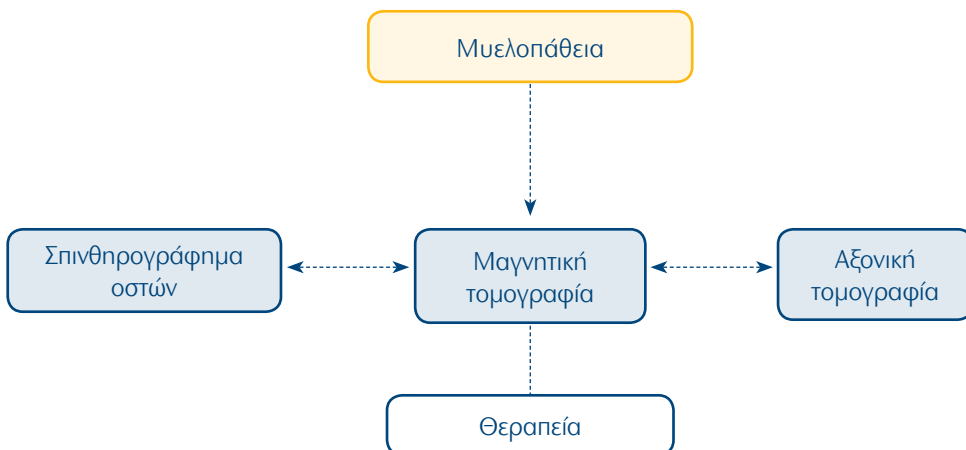 Μυελοπάθεια
Σπινθηρογράφημα
οστών
Μαγνητική
τομογραφία
Αξονική
τομογραφία
Θεραπεία